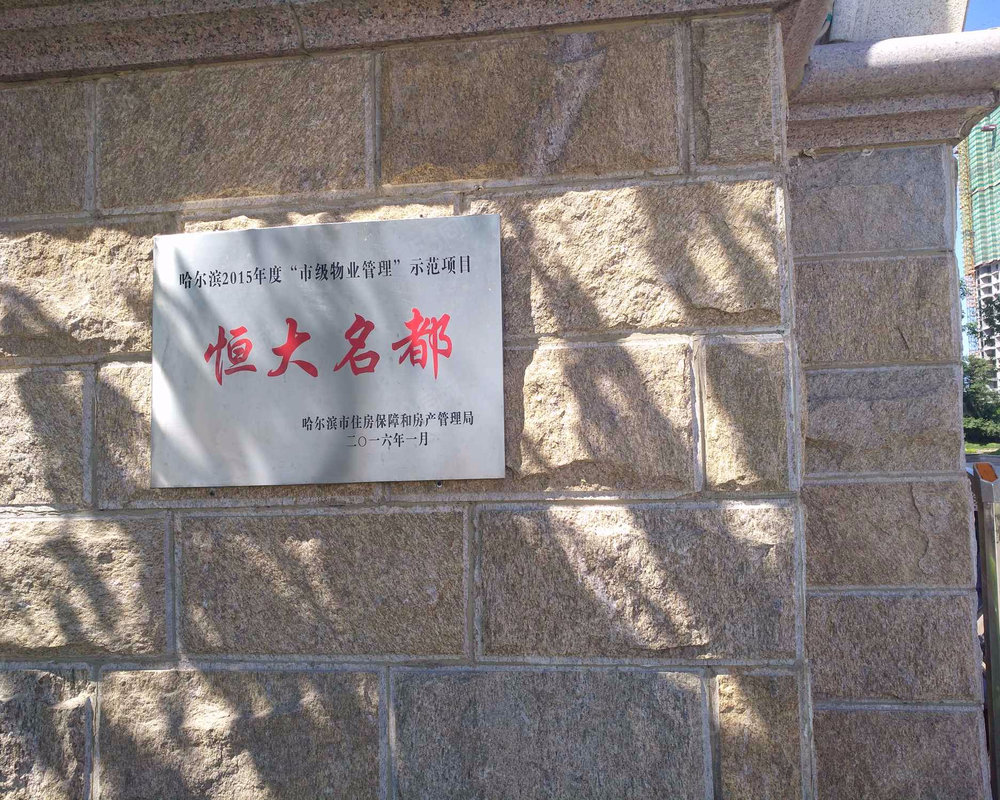 哈尔滨2015年度“市级物业管理”示范项目
恒大名都
哈尔滨市住房保障和房产管理局
二〇一六年一月